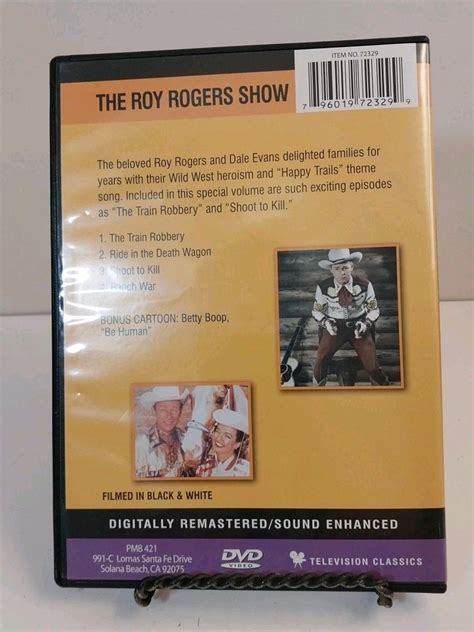 ITEM NO. 72329
THE ROY ROGERS SHOW
7 96019 72329 9
The beloved Roy Rogers and Dale Evans delighted families for
years with their Wild West heroism and “Happy Trails” theme
song. Included in this special volume are such exciting episodes
as “The Train Robbery” and “Shoot to Kill.”
1. The Train Robbery
2. Ride in the Death Wagon
3. Shoot to Kill
4. Ranch War
BONUS CARTOON: Betty Boop,
“Be Human”
FILMED IN BLACK & WHITE
DIGITALLY REMASTERED/SOUND ENHANCED
PMB 421
991-C Lomas Santa Fe Drive
Solana Beach, CA 92075
DVD
VIDEO
TELEVISION CLASSICS